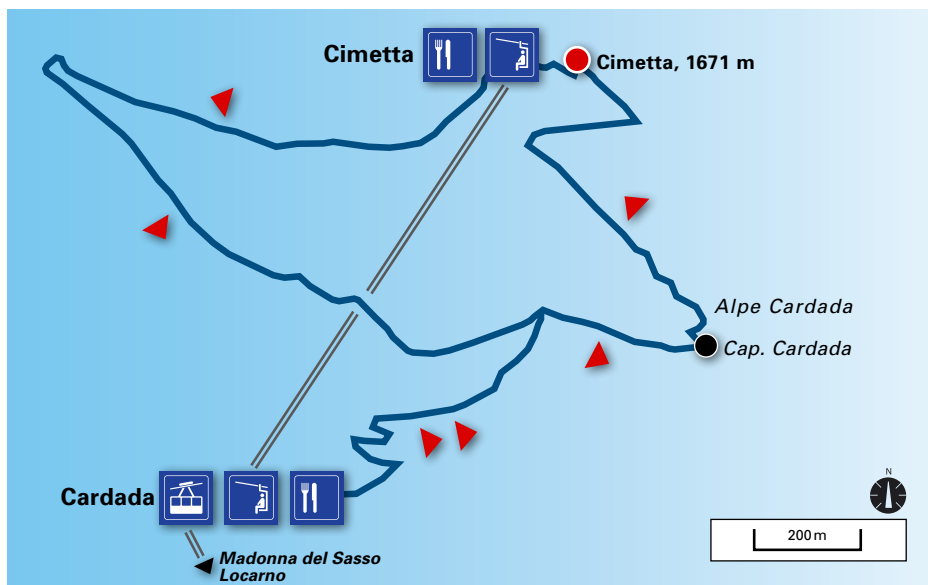 Cimetta
Cimetta, 1671 m
Alpe Cardada
Cap. Cardada
Cardada
N
200 m
Madonna del Sasso
Locarno